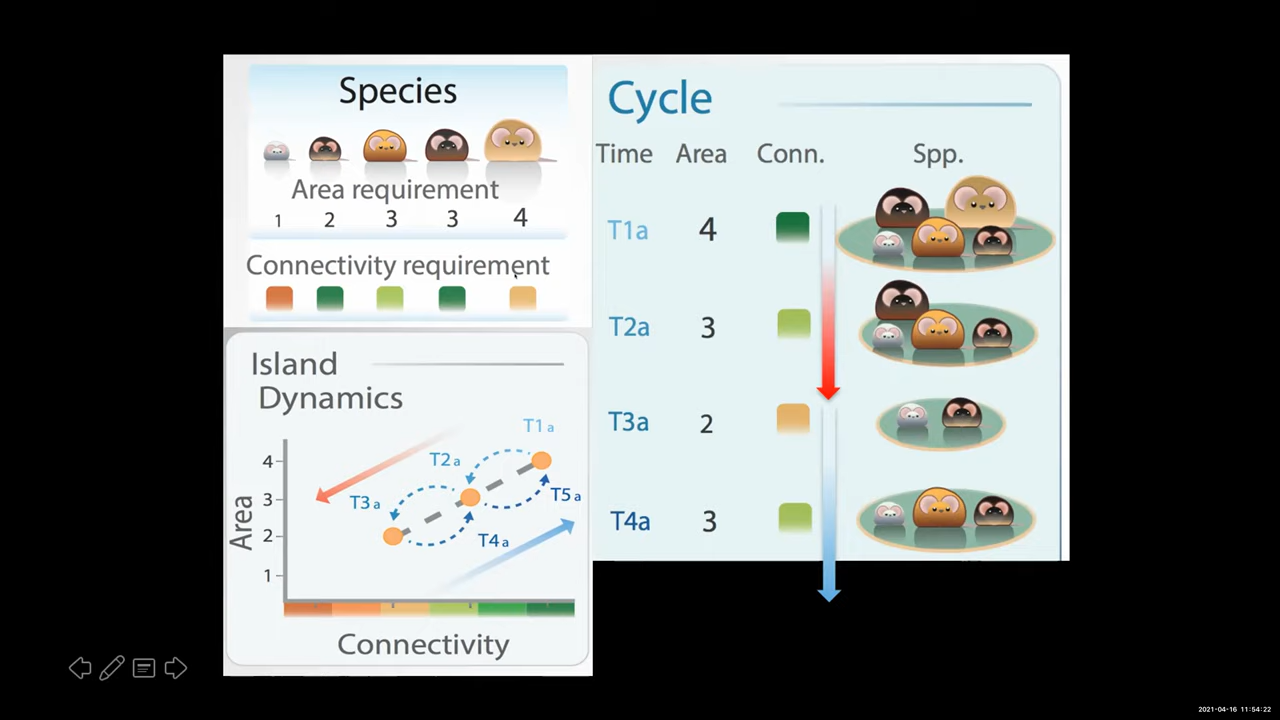 Species
Area requirement
1 2 3 3 4
Connectivity requirement
Island
Dynamics
T1a
T2a
T3a
T5a
T4a
4
3
2
1
Area
Connectivity
Cycle
Time Area Conn. Spp.
T1a 4
T2a 3
T3a 2
T4a 3
2021-04-16 11:54:22